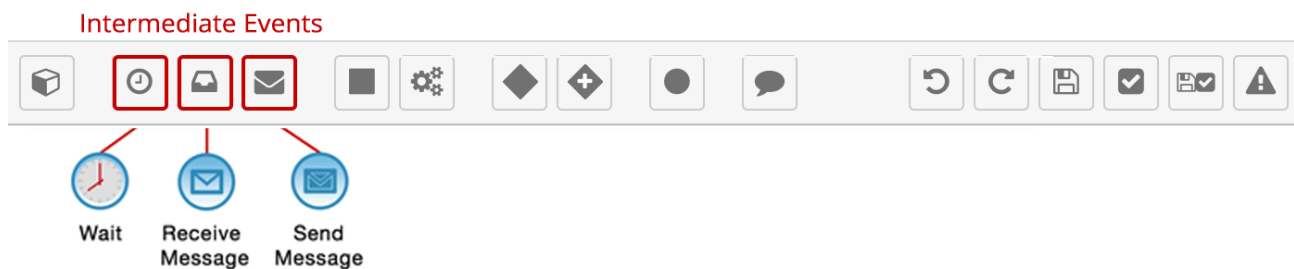 Intermediate Events
Wait
Receive
Message
Send
Message